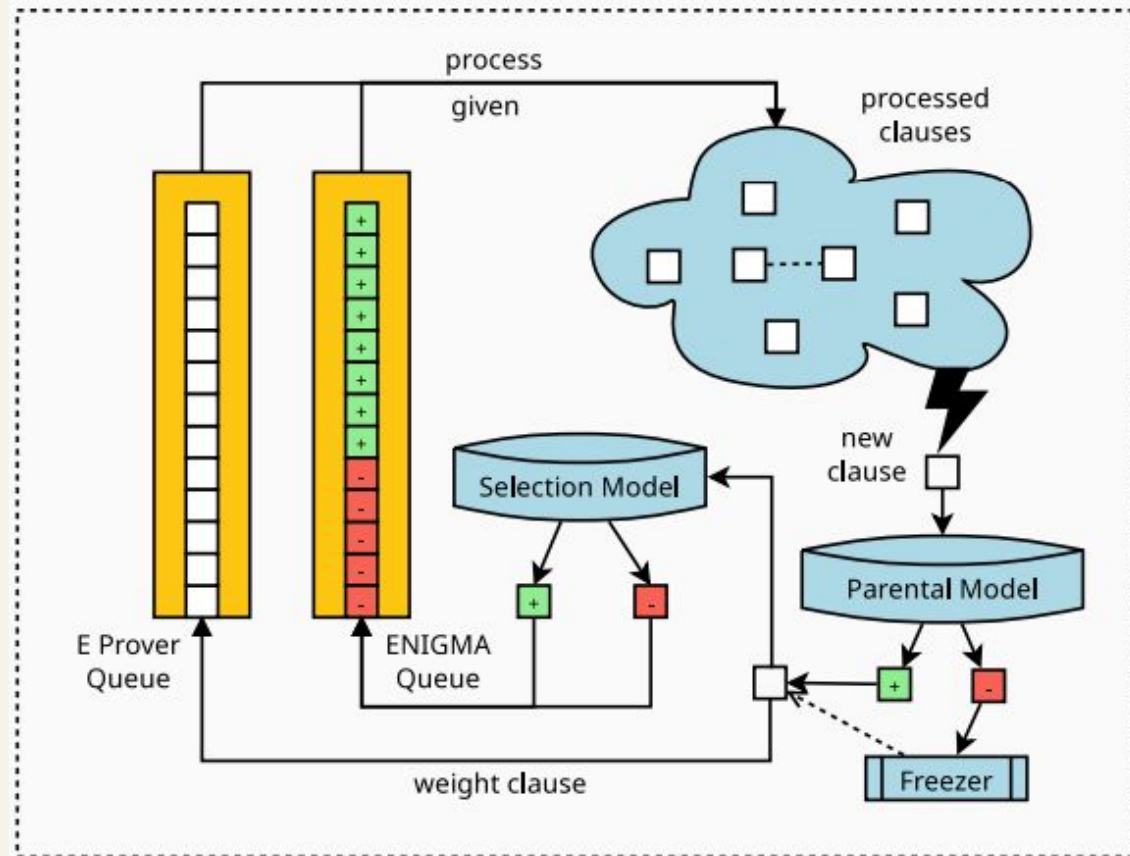 process
given
processed
clauses
+
+
+
+
+
+
+
+
-
-
-
-
-
new
clause
Selection Model
Parental Model
+
-
E Prover
Queue
ENIGMA
Queue
+
-
Freezer
weight clause